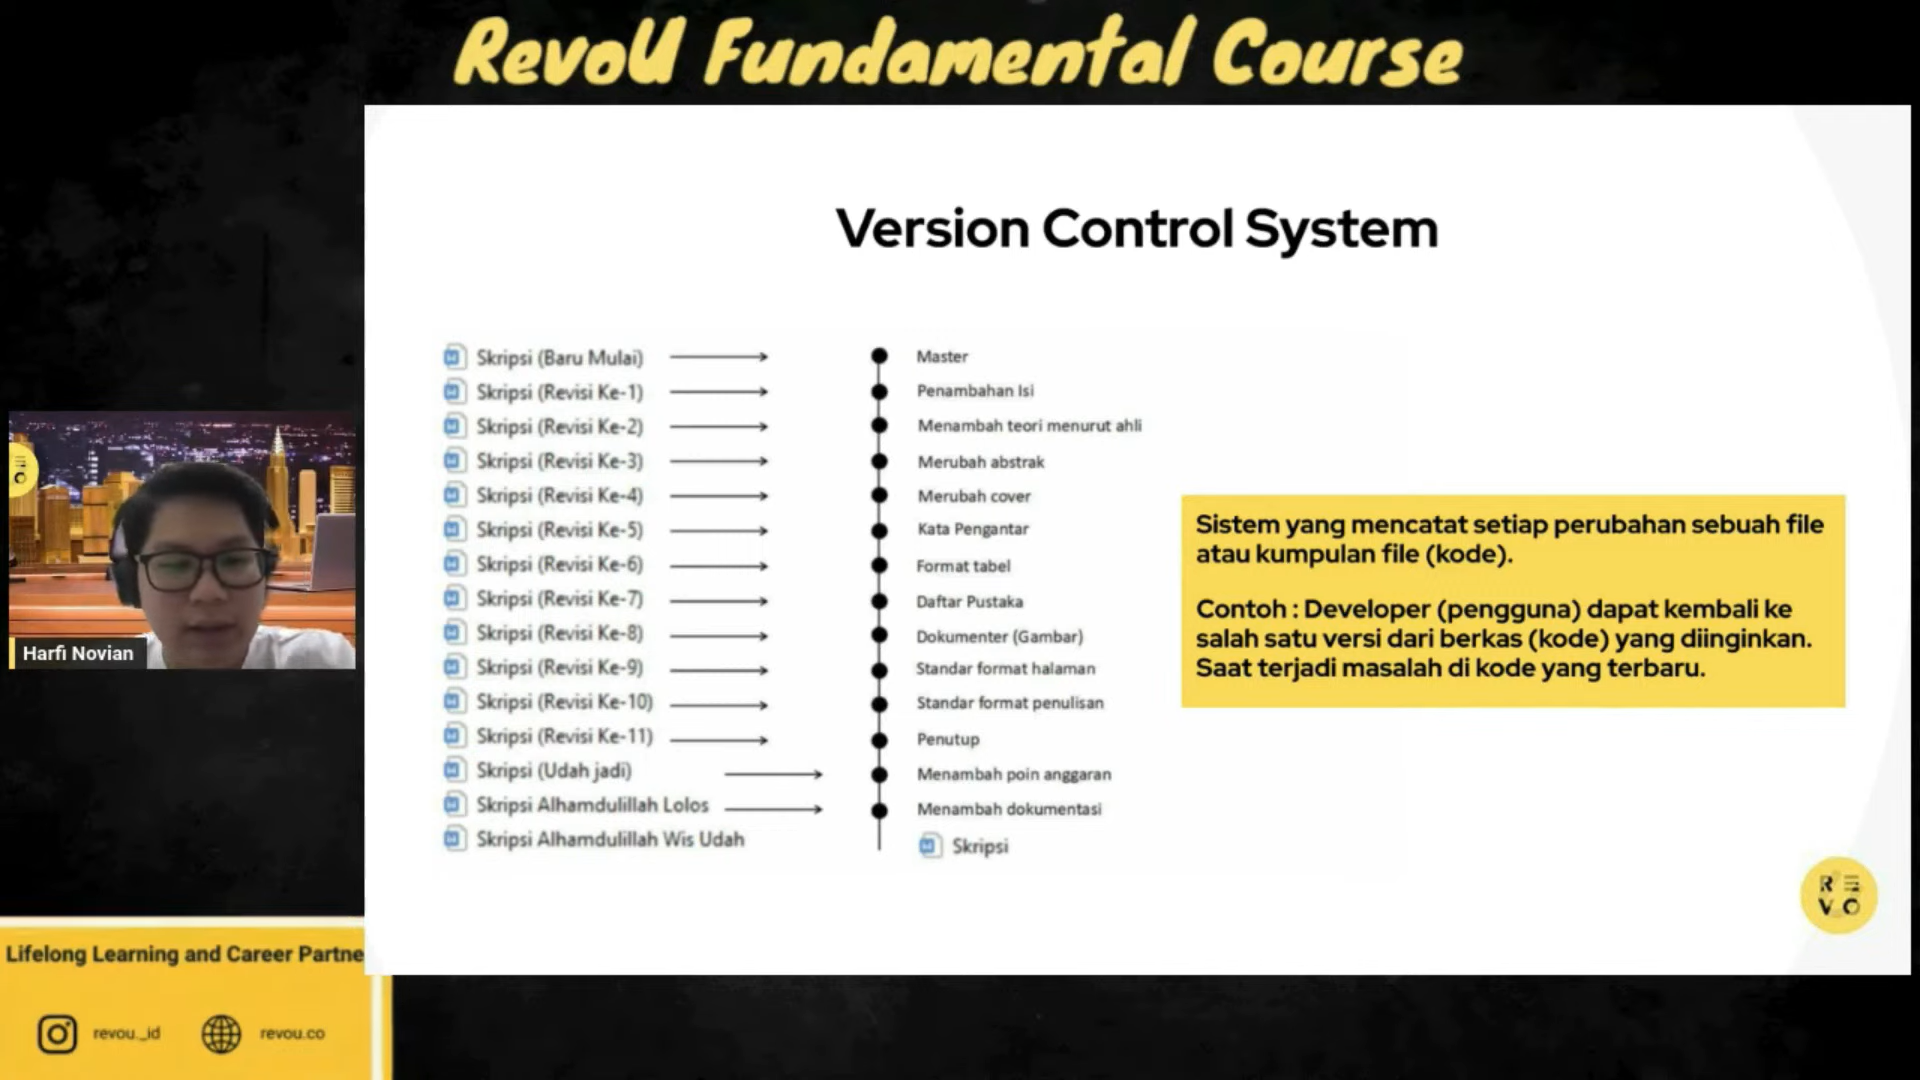 RevoU Fundamental Course
Version Control System
Skripsi (Baru Mulai)
Skripsi (Revisi Ke-1)
Skripsi (Revisi Ke-2)
Skripsi (Revisi Ke-3)
Skripsi (Revisi Ke-4)
Skripsi (Revisi Ke-5)
Skripsi (Revisi Ke-6)
Skripsi (Revisi Ke-7)
Skripsi (Revisi Ke-8)
Skripsi (Revisi Ke-9)
Skripsi (Revisi Ke-10)
Skripsi (Revisi Ke-11)
Skripsi (Udah jadi)
Skripsi Alhamdulillah Lolos
Skripsi Alhamdulillah Wis Udah
Master
Penambahan Isi
Menambah teori menurut ahli
Merubah abstrak
Merubah cover
Kata Pengantar
Format tabel
Daftar Pustaka
Dokumenter (Gambar)
Standar format halaman
Standar format penulisan
Penutup
Menambah poin anggaran
Menambah dokumentasi
Skripsi
Sistem yang mencatat setiap perubahan sebuah file
atau kumpulan file (kode).
Contoh : Developer (pengguna) dapat kembali ke
salah satu versi dari berkas (kode) yang diinginkan.
Saat terjadi masalah di kode yang terbaru.
Harfi Novian
Lifelong Learning and Career Partne
revou_id
revou.co